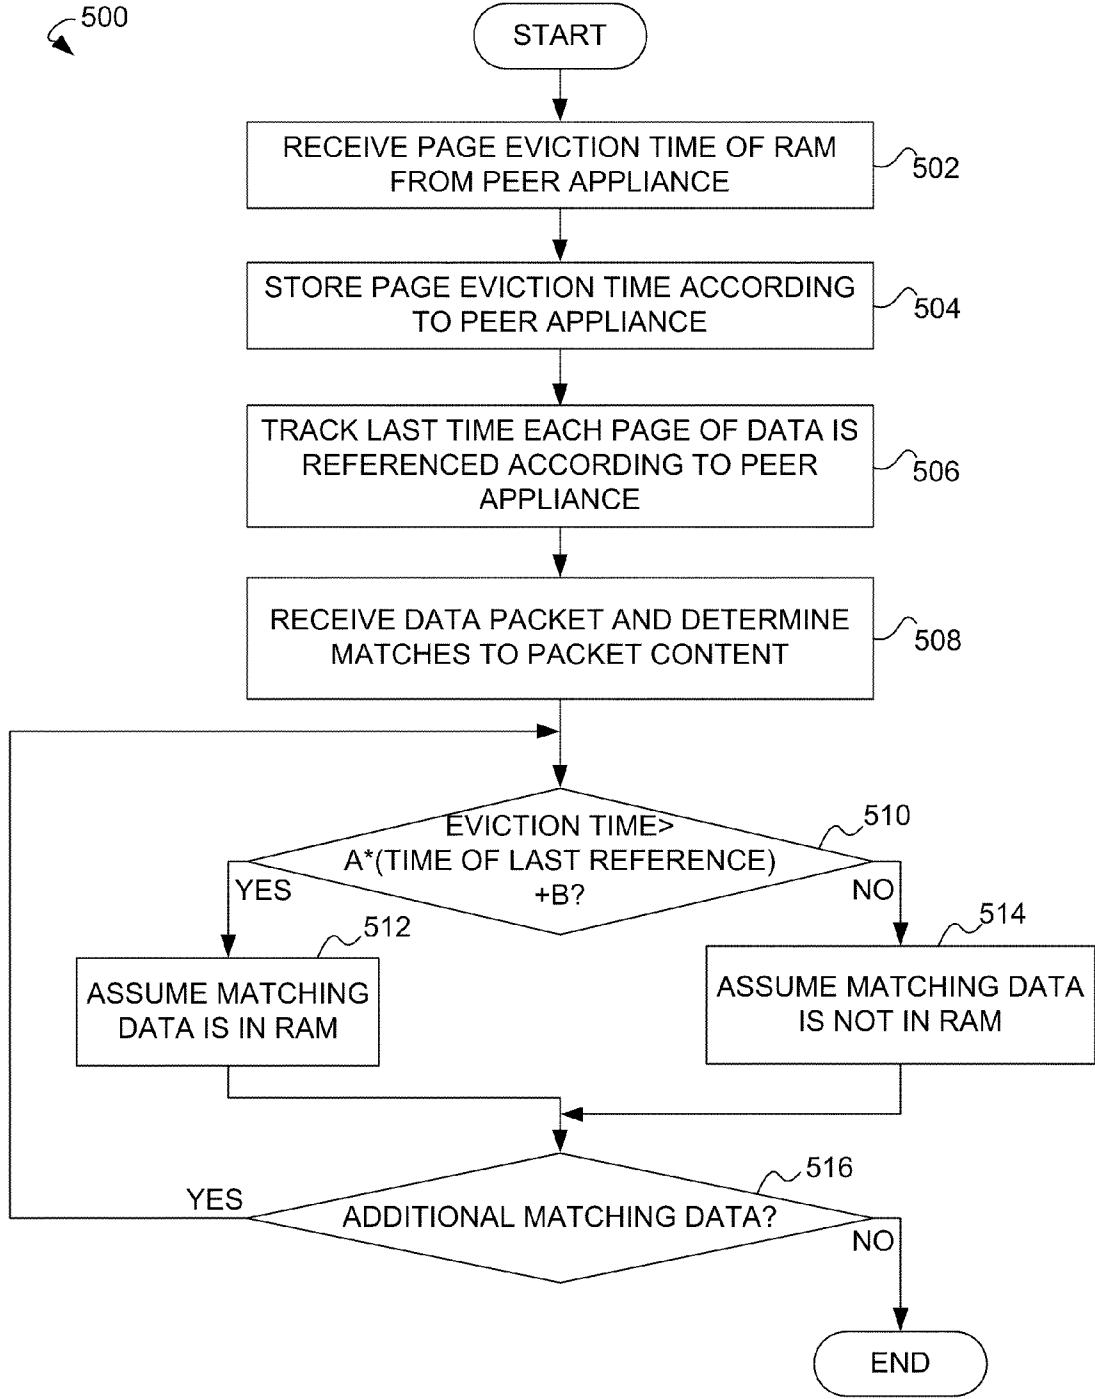 500
START
RECEIVE PAGE EVICTION TIME OF RAM
FROM PEER APPLIANCE
502
STORE PAGE EVICTION TIME ACCORDING
TO PEER APPLIANCE
504
TRACK LAST TIME EACH PAGE OF DATA IS
REFERENCED ACCORDING TO PEER
APPLIANCE
506
RECEIVE DATA PACKET AND DETERMINE
MATCHES TO PACKET CONTENT
508
EVICTION TIME>
A*(TIME OF LAST REFERENCE)
+B?
510
YES
NO
512
514
ASSUME MATCHING
DATA IS IN RAM
ASSUME MATCHING DATA
IS NOT IN RAM
516
YES
ADDITIONAL MATCHING DATA?
NO
END